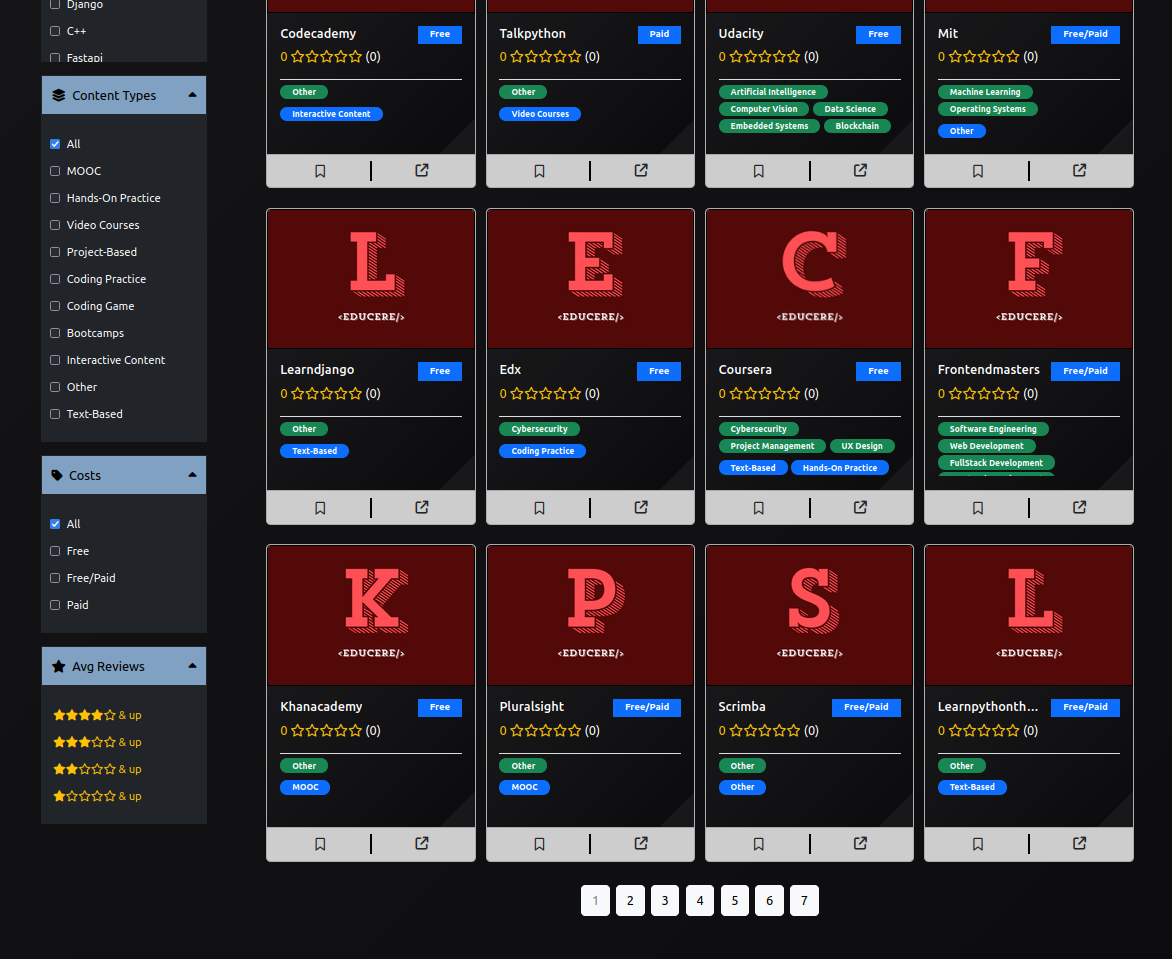 Django
C++
Fastapi
Content Types
All
MOOC
Hands-On Practice
Video Courses
Project-Based
Coding Practice
Coding Game
Bootcamps
Interactive Content
Other
Text-Based
Costs
All
Free
Free/Paid
Paid
Avg Reviews
& up
& up
& up
& up
Codecademy Free
0 (0)
Other
Interactive Content
Talkpython Paid
0 (0)
Other
Video Courses
Udacity Free
0 (0)
Artificial Intelligence
Computer Vision Data Science
Embedded Systems Blockchain
Mit Free/Paid
0 (0)
Machine Learning
Operating Systems
Other
L
<EDUCERE/>
Learndjango Free
0 (0)
Other
Text-Based
E
<EDUCERE/>
Edx Free
0 (0)
Cybersecurity
Coding Practice
C
<EDUCERE/>
Coursera Free
0 (0)
Cybersecurity
Project Management UX Design
Text-Based Hands-On Practice
F
<EDUCERE/>
Frontendmasters Free/Paid
0 (0)
Software Engineering
Web Development
FullStack Development
K
<EDUCERE/>
Khanacademy Free
0 (0)
Other
MOOC
P
<EDUCERE/>
Pluralsight Free/Paid
0 (0)
Other
MOOC
S
<EDUCERE/>
Scrimba Free/Paid
0 (0)
Other
Other
L
<EDUCERE/>
Learnpythonth... Free/Paid
0 (0)
Other
Text-Based
1 2 3 4 5 6 7